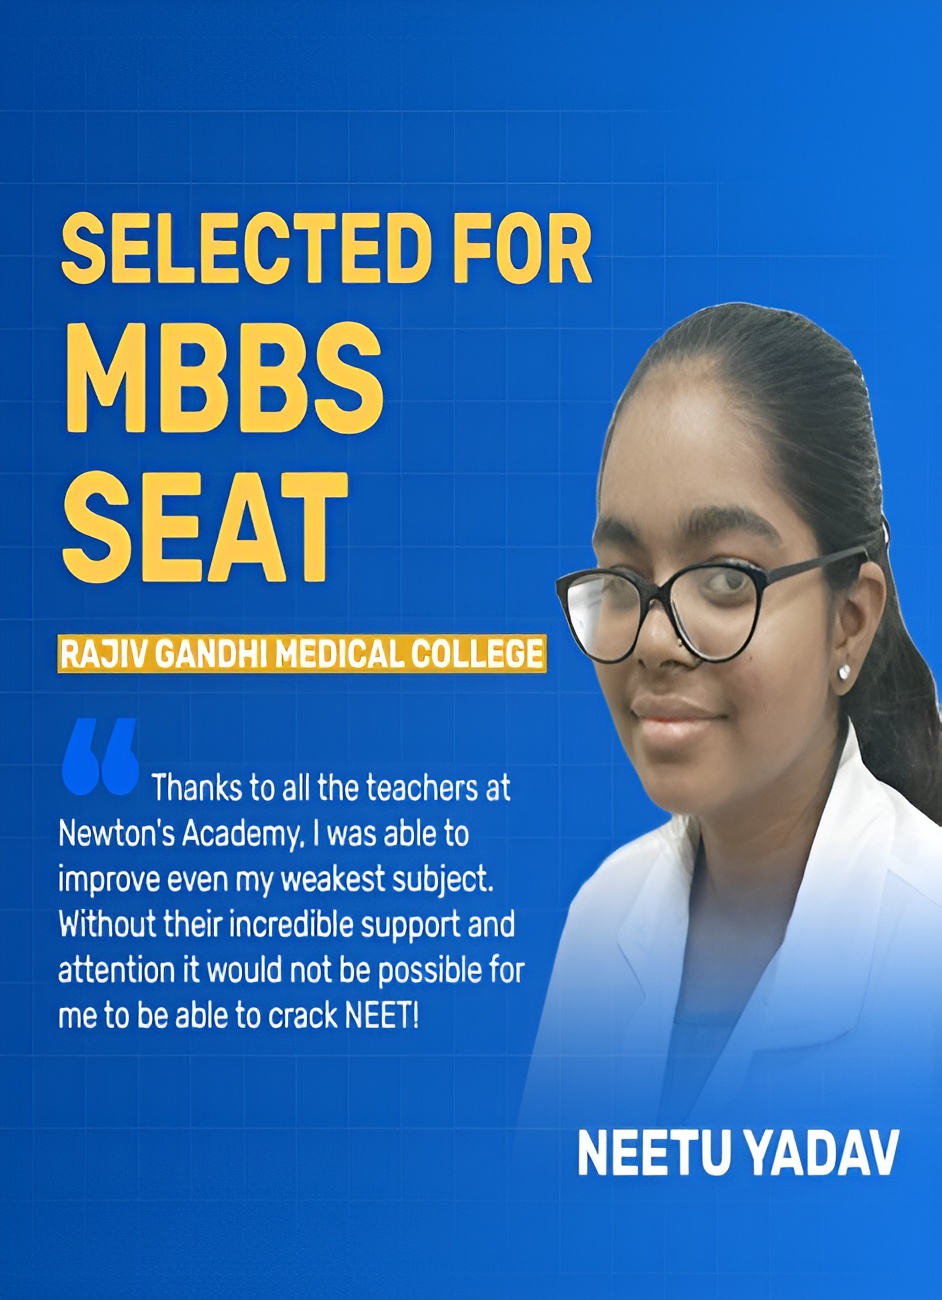 SELECTED FOR
MBBS
SEAT
RAJIV GANDHI MEDICAL COLLEGE
“ Thanks to all the teachers at
Newton's Academy, I was able to
improve even my weakest subject.
Without their incredible support and
attention it would not be possible for
me to be able to crack NEET!
NEETU YADAV